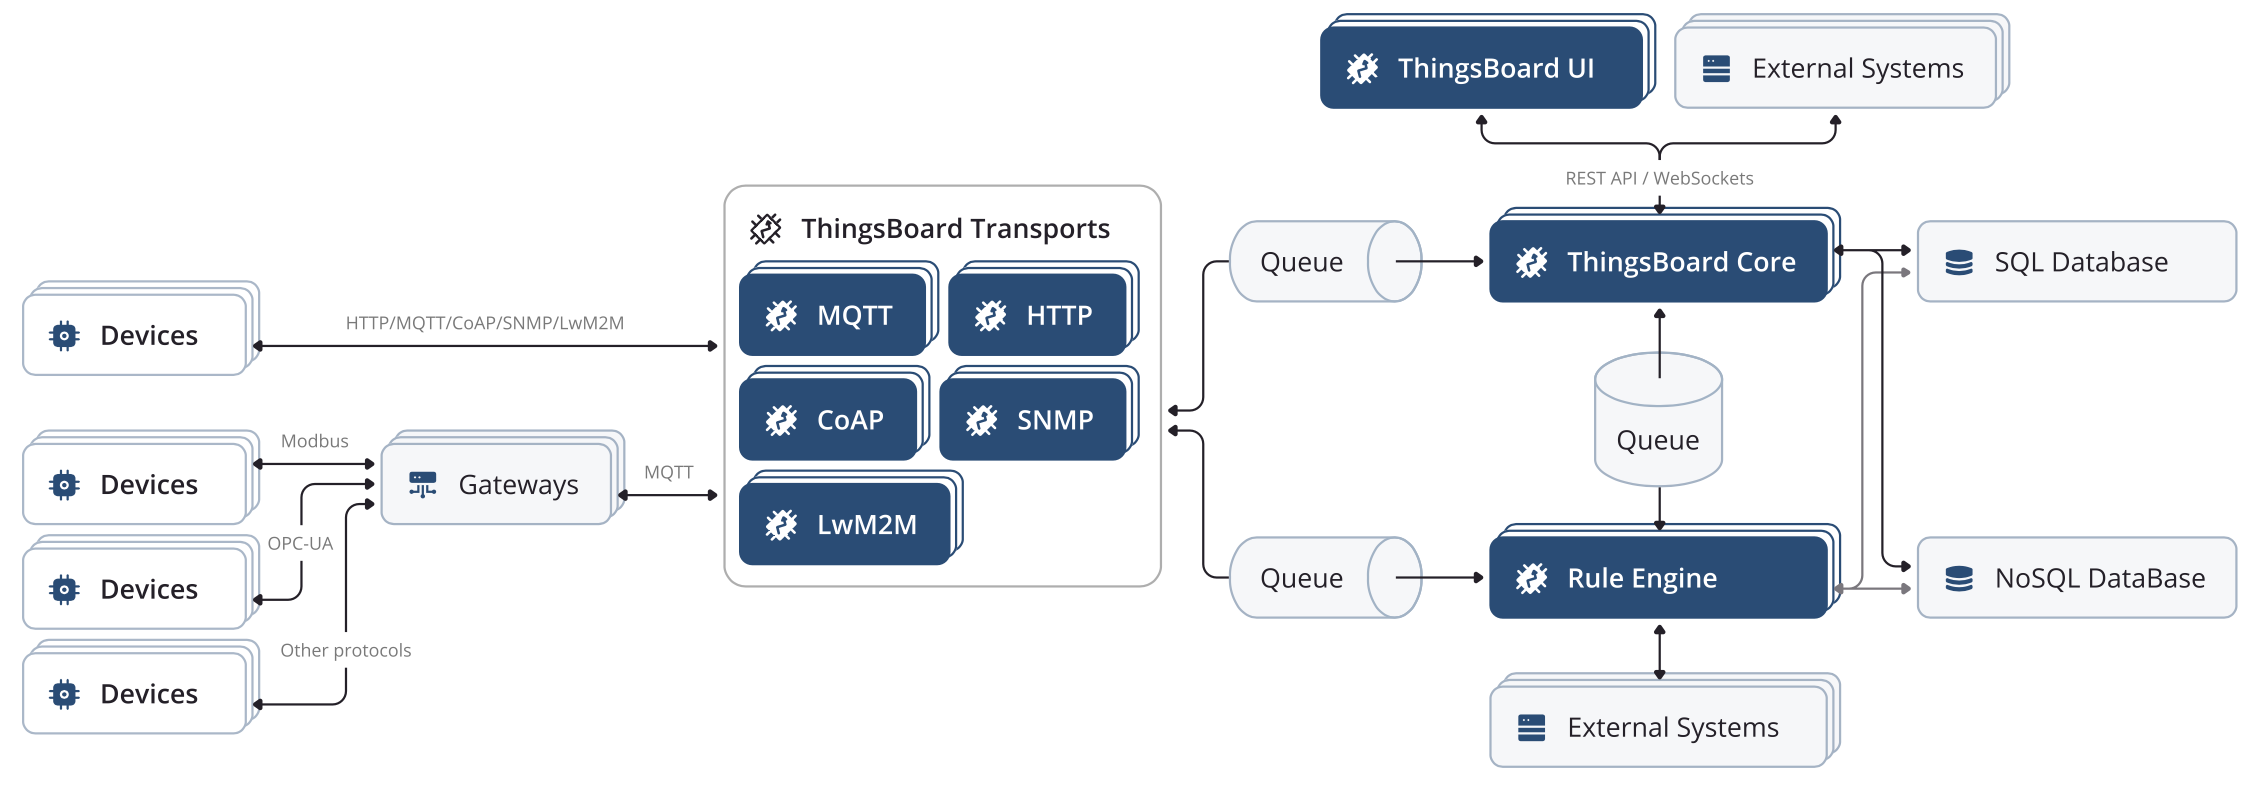 ThingsBoard UI
External Systems
REST API / WebSockets
ThingsBoard Transports
MQTT
HTTP
CoAP
SNMP
LwM2M
Devices
HTTP/MQTT/CoAP/SNMP/LwM2M
Devices
Modbus
Gateways
MQTT
OPC-UA
Devices
Other protocols
Devices
Queue
ThingsBoard Core
SQL Database
Queue
Queue
Rule Engine
NoSQL DataBase
External Systems